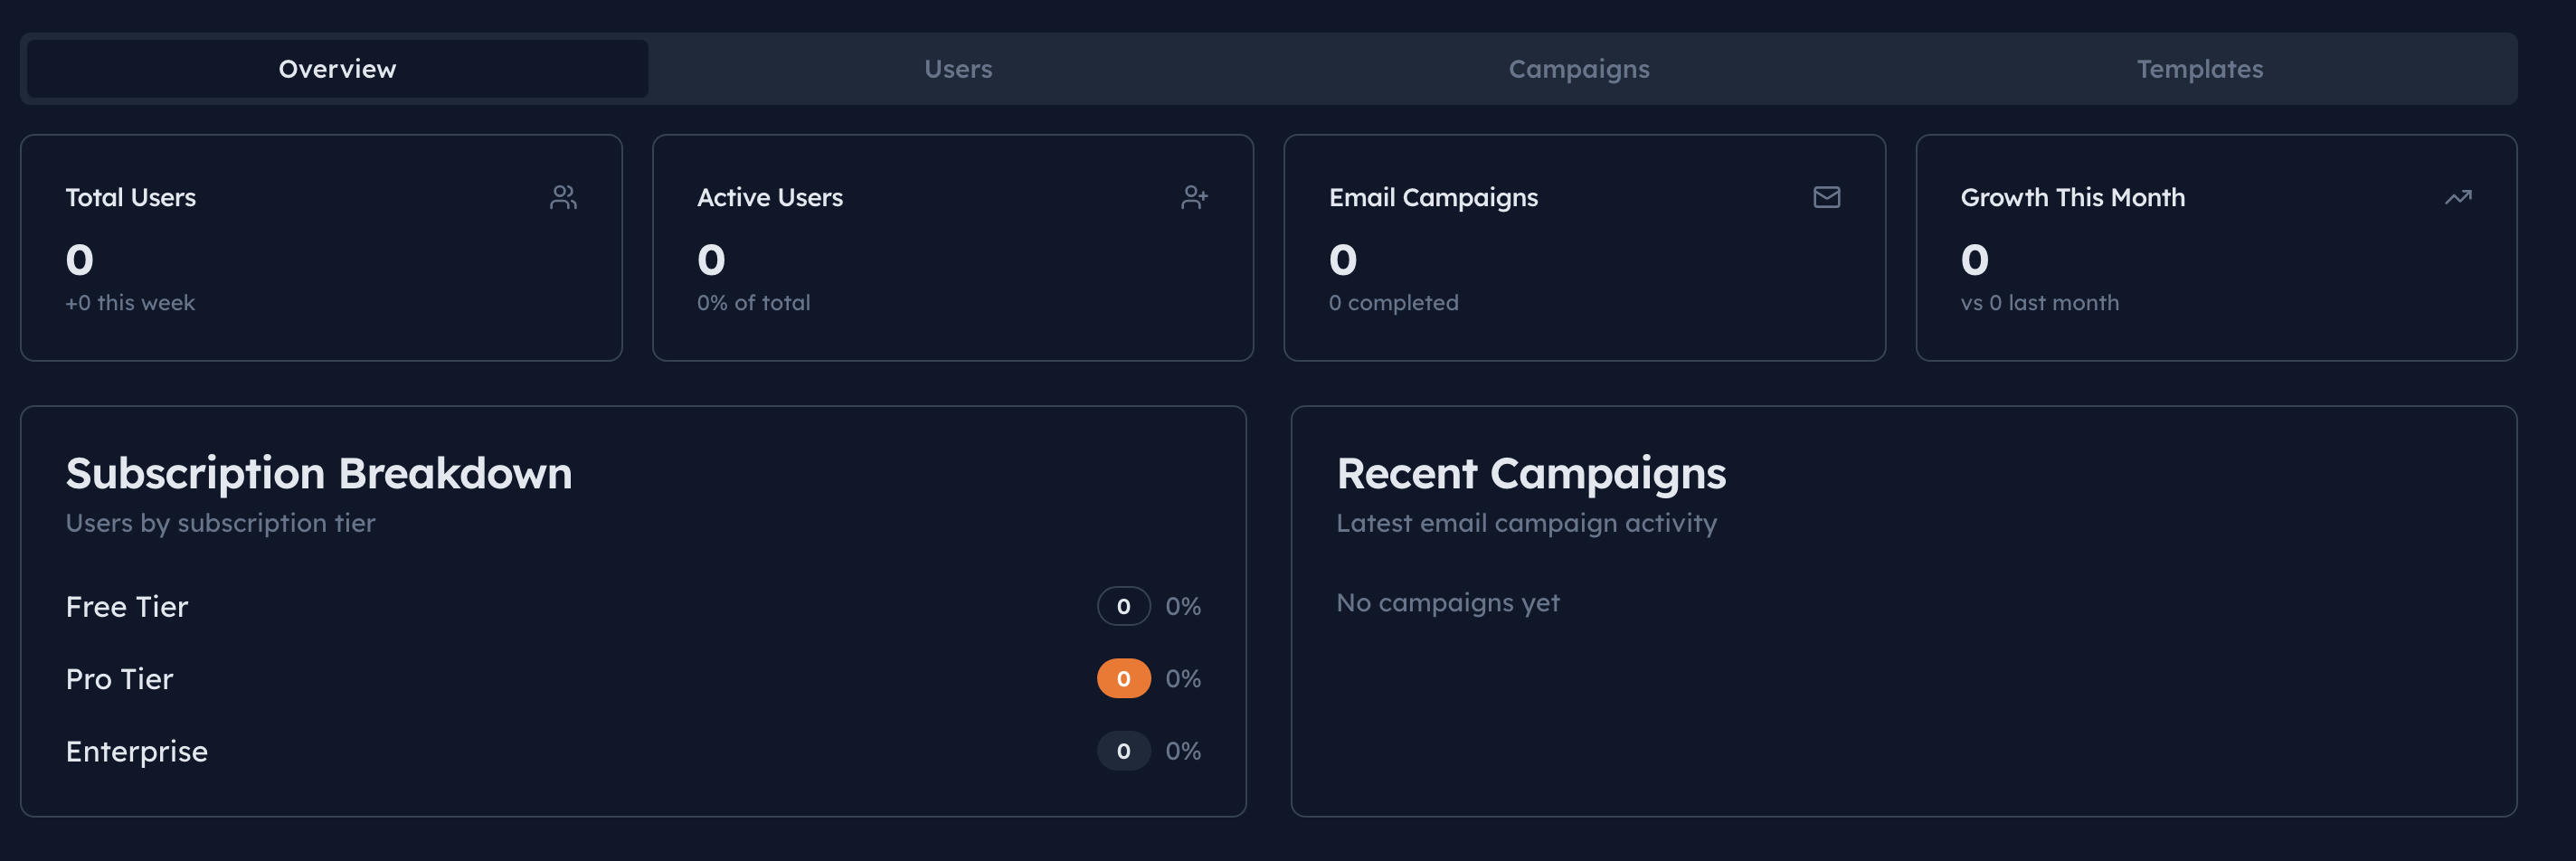 Overview Users Campaigns Templates
Total Users
0
+0 this week
Active Users
0
0% of total
Email Campaigns
0
0 completed
Growth This Month
0
vs 0 last month
Subscription Breakdown
Users by subscription tier
Free Tier 0 0%
Pro Tier 0 0%
Enterprise 0 0%
Recent Campaigns
Latest email campaign activity
No campaigns yet